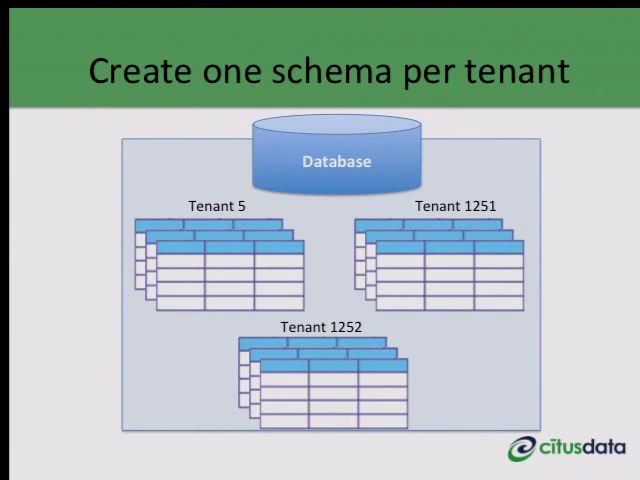 Create one schema per tenant
Database
Tenant 5
Tenant 1251
Tenant 1252
citusdata